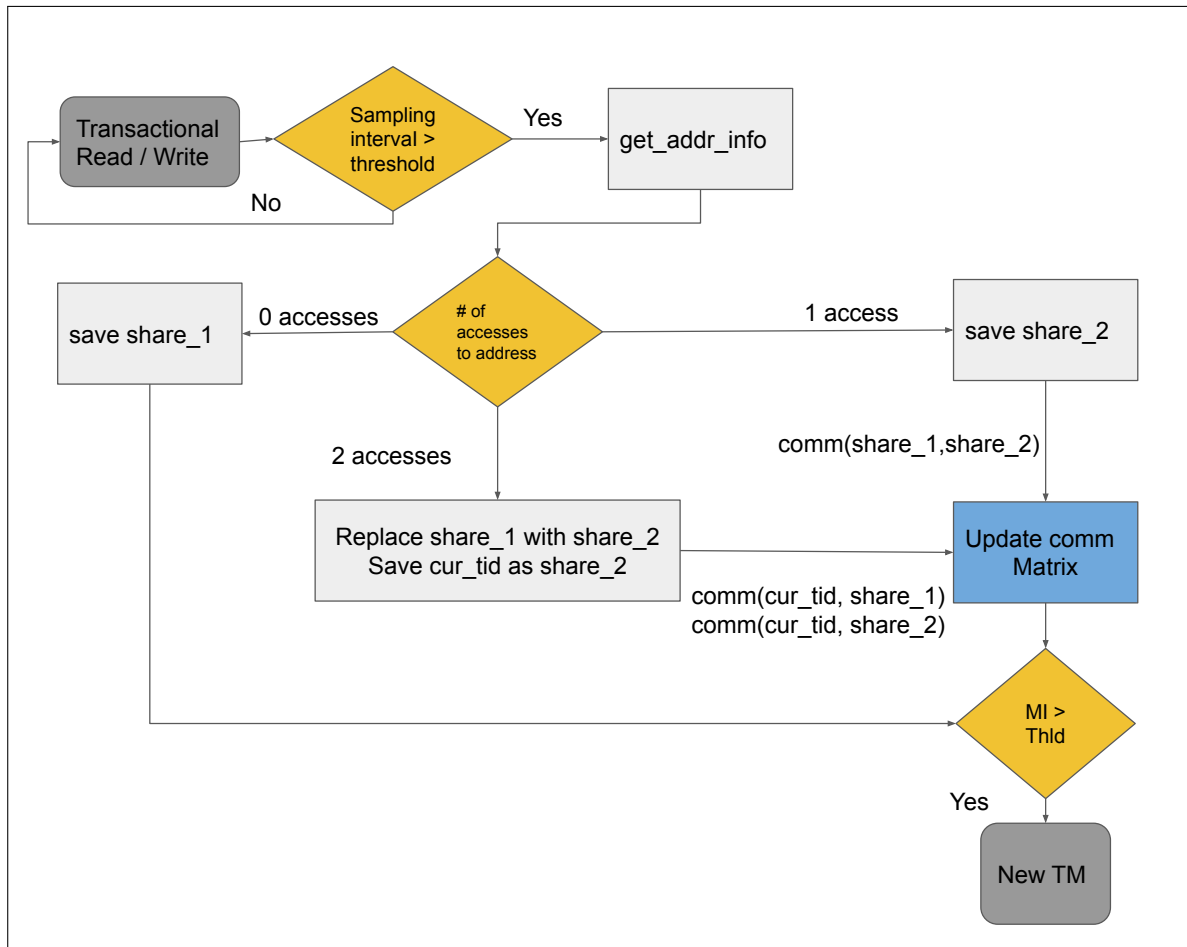 Transactional
Read / Write
Sampling
interval >
threshold
Yes
get_addr_info
No
# of
accesses
to address
0 accesses
save share_1
1 access
save share_2
2 accesses
comm(share_1,share_2)
Replace share_1 with share_2
Save cur_tid as share_2
Update comm
Matrix
comm(cur_tid, share_1)
comm(cur_tid, share_2)
MI >
Thld
Yes
New TM